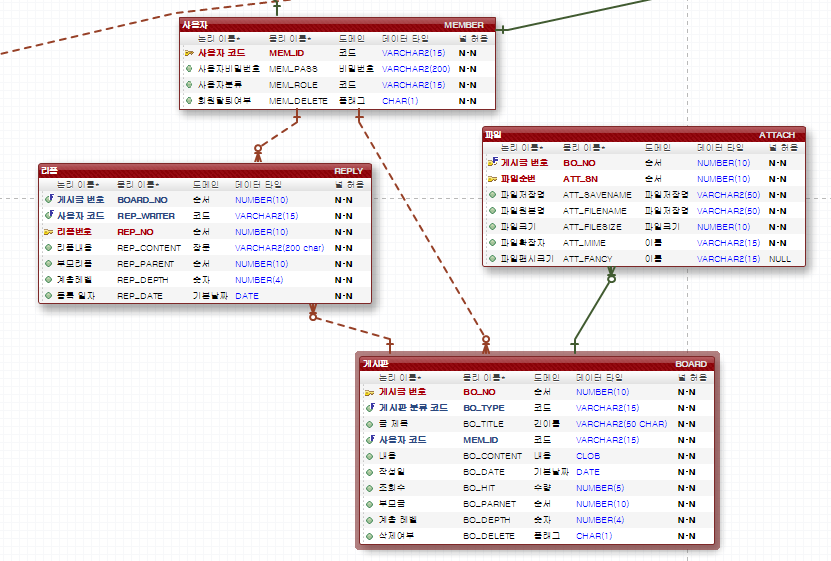 사용자 MEMBER
논리 이름* 물리 이름* 도메인 데이터 타입 널 허용
사용자 코드 MEM_ID 코드 VARCHAR2(15) N-N
사용자비밀번호 MEM_PASS 비밀번호 VARCHAR2(200) N-N
사용자분류 MEM_ROLE 코드 VARCHAR2(15) N-N
회원탈퇴여부 MEM_DELETE 플래그 CHAR(1) N-N
파일 ATTACH
논리 이름* 물리 이름* 도메인 데이터 타입 널 허용
게시글 번호 BO_NO 순서 NUMBER(10) N-N
파일순번 ATT_SN 순서 NUMBER(10) N-N
파일저장명 ATT_SAVENAME 파일저장명 VARCHAR2(50) N-N
파일원본명 ATT_FILENAME 파일저장명 VARCHAR2(50) N-N
파일크기 ATT_FILESIZE 파일크기 NUMBER(10) N-N
파일확장자 ATT_MIME 이름 VARCHAR2(15) N-N
파일팬시크기 ATT_FANCY 이름 VARCHAR2(15) NULL
리플 REPLY
논리 이름* 물리 이름* 도메인 데이터 타입 널 허용
게시글 번호 BOARD_NO 순서 NUMBER(10) N-N
사용자 코드 REP_WRITER 코드 VARCHAR2(15) N-N
리플번호 REP_NO 순서 NUMBER(10) N-N
리플내용 REP_CONTENT 장문 VARCHAR2(200 char) N-N
부모리플 REP_PARENT 순서 NUMBER(10) N-N
계층레벨 REP_DEPTH 숫자 NUMBER(4) N-N
등록 일자 REP_DATE 기본날짜 DATE N-N
게시판 BOARD
논리 이름* 물리 이름* 도메인 데이터 타입 널 허용
게시글 번호 BO_NO 순서 NUMBER(10) N-N
게시판 분류 코드 BO_TYPE 코드 VARCHAR2(15) N-N
글 제목 BO_TITLE 긴이름 VARCHAR2(50 CHAR) N-N
사용자 코드 MEM_ID 코드 VARCHAR2(15) N-N
내용 BO_CONTENT 내용 CLOB N-N
작성일 BO_DATE 기본날짜 DATE N-N
조회수 BO_HIT 수량 NUMBER(5) N-N
부모글 BO_PARNET 순서 NUMBER(10) N-N
계층 레벨 BO_DEPTH 숫자 NUMBER(4) N-N
삭제여부 BO_DELETE 플래그 CHAR(1) N-N